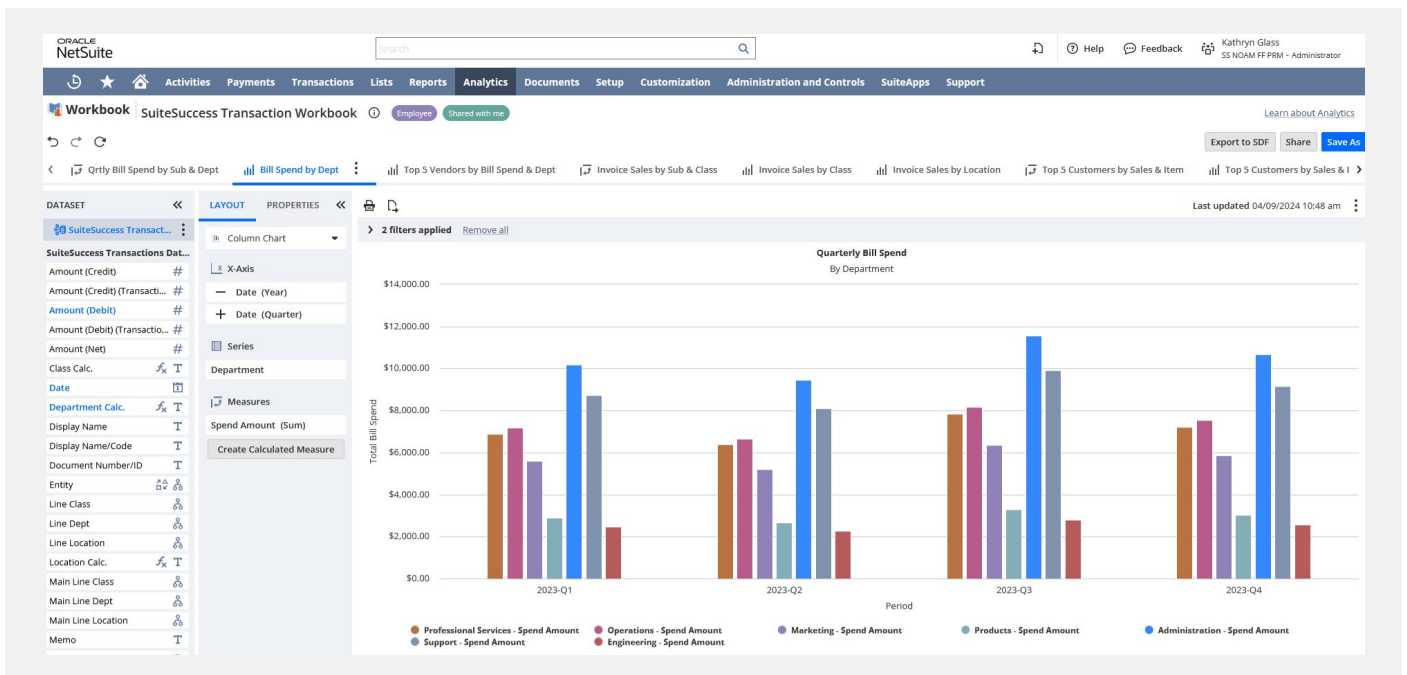 ORACLE
NetSuite
Search
Help
Feedback
Kathryn Glass
SS NOAM FF PRM - Administrator
Activities Payments Transactions Lists Reports Analytics Documents Setup Customization Administration and Controls SuiteApps Support
Workbook SuiteSuccess Transaction Workbook Employee Shared with me Learn about Analytics
Export to SDF Share Save As
Qrtly Bill Spend by Sub & Dept Bill Spend by Dept Top 5 Vendors by Bill Spend & Dept Invoice Sales by Sub & Class Invoice Sales by Class Invoice Sales by Location Top 5 Customers by Sales & Item Top 5 Customers by Sales & I
DATASET
SuiteSuccess Transact...
SuiteSuccess Transactions Dat...
Amount (Credit) #
Amount (Credit) (Transacti... #
Amount (Debit) #
Amount (Debit) (Transactio... #
Amount (Net) #
Class Calc. fx T
Date
Department Calc. fx T
Display Name T
Display Name/Code T
Document Number/ID T
Entity
Line Class
Line Dept
Line Location
Location Calc. fx T
Main Line Class
Main Line Dept
Main Line Location
Memo T
LAYOUT PROPERTIES
Column Chart
X-Axis
Date (Year)
Date (Quarter)
Series
Department
Measures
Spend Amount (Sum)
Create Calculated Measure
Last updated 04/09/2024 10:48 am
2 filters applied Remove all
Quarterly Bill Spend
By Department
Total Bill Spend
$14,000.00
$12,000.00
$10,000.00
$8,000.00
$6,000.00
$4,000.00
$2,000.00
$0.00
2023-Q1 2023-Q2 2023-Q3 2023-Q4
Period
Professional Services - Spend Amount Operations - Spend Amount Marketing - Spend Amount Products - Spend Amount Administration - Spend Amount
Support - Spend Amount Engineering - Spend Amount